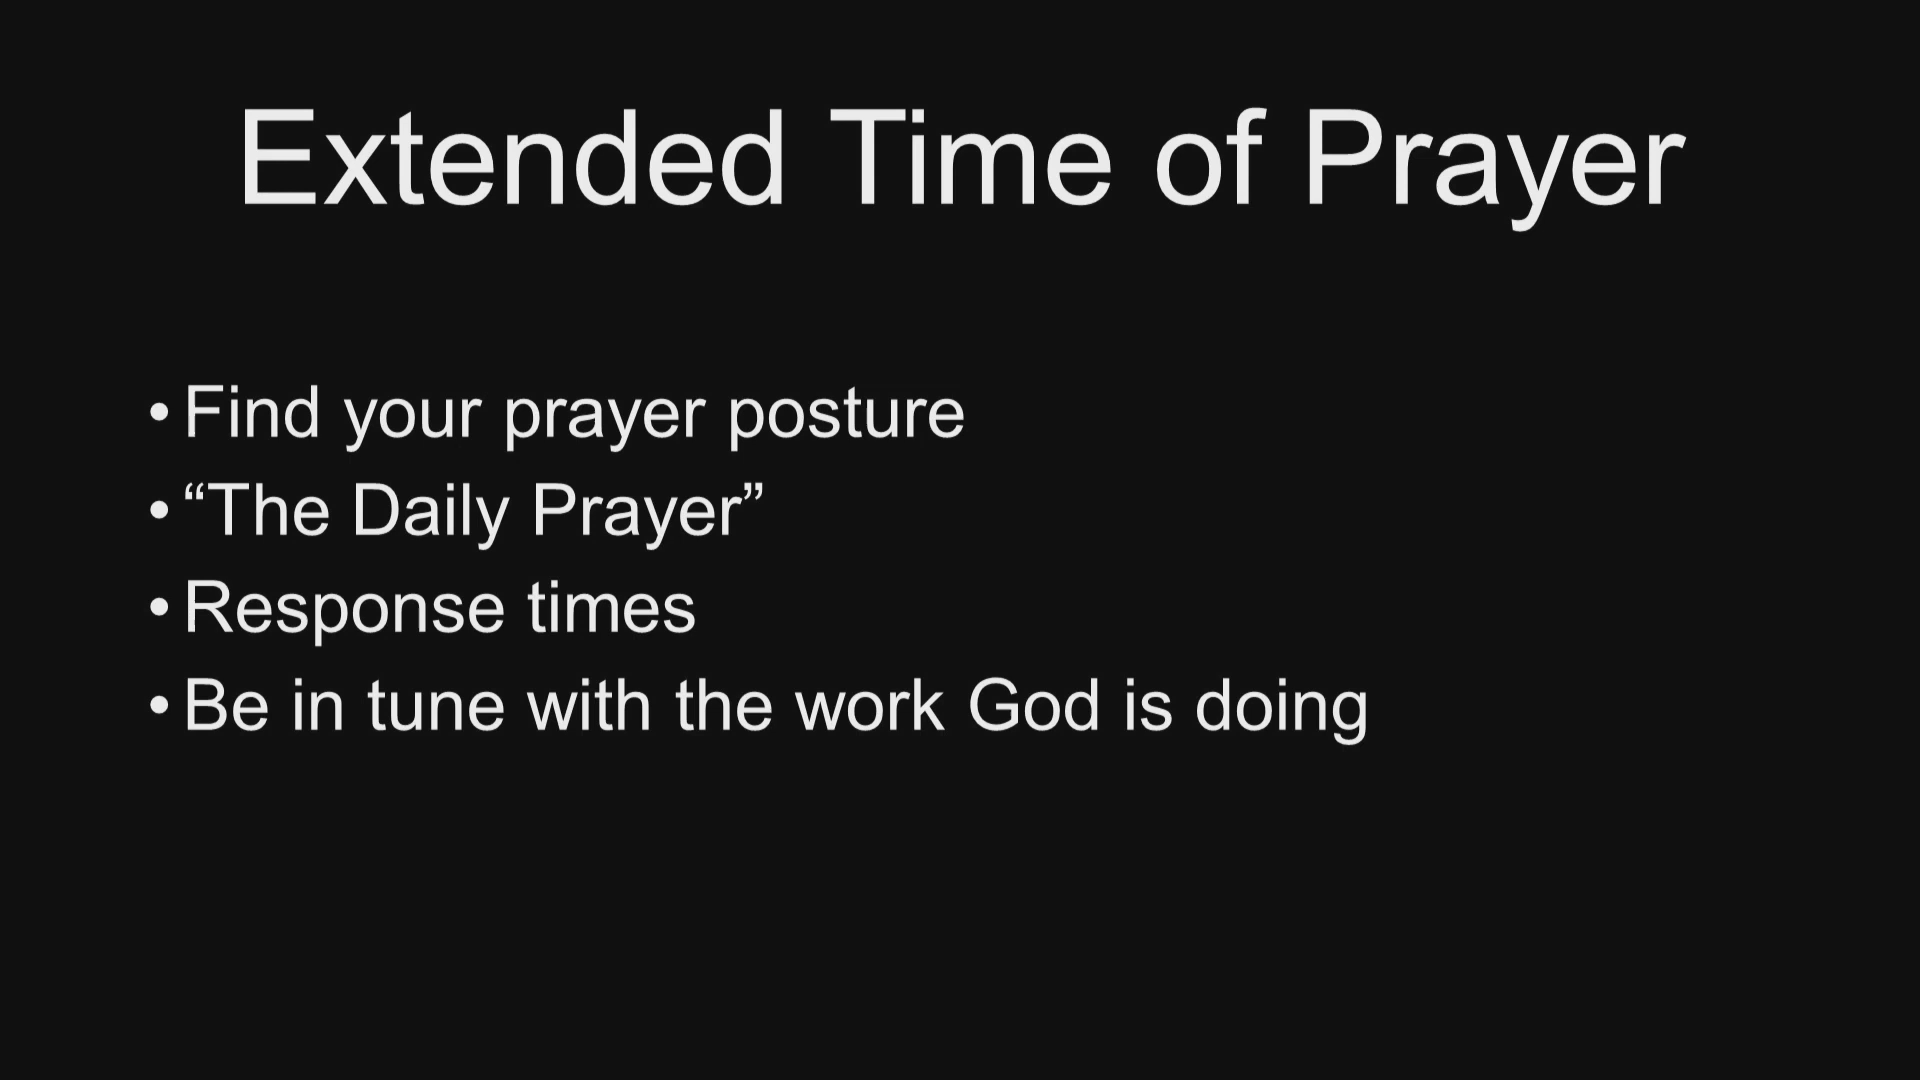 Extended Time of Prayer
• Find your prayer posture
• “The Daily Prayer”
• Response times
• Be in tune with the work God is doing